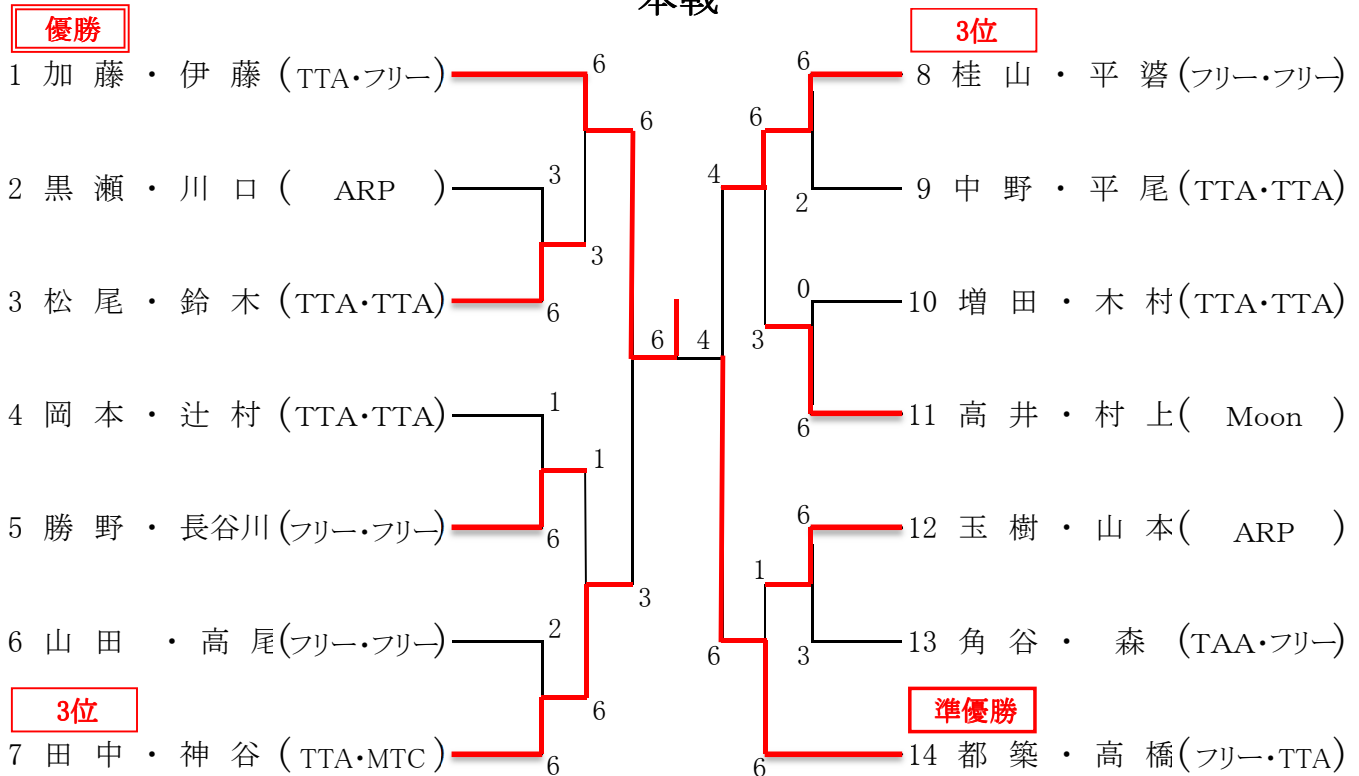 本戦
優勝
1 加藤・伊藤(TTA・フリー)
6
2 黒瀬・川口( ARP )
3
3 松尾・鈴木(TTA・TTA)
6
3
6
4 岡本・辻村(TTA・TTA)
1
5 勝野・長谷川(フリー・フリー)
6
1
6 山田・高尾(フリー・フリー)
2
3位
7 田中・神谷(TTA・MTC)
6
6
3
6 4
3位
8 桂山・平碆(フリー・フリー)
6
9 中野・平尾(TTA・TTA)
2
6
10 増田・木村(TTA・TTA)
0
11 高井・村上( Moon )
6
3
4
12 玉樹・山本( ARP )
6
13 角谷・森(TAA・フリー)
3
1
準優勝
14 都築・高橋(フリー・TTA)
6
6